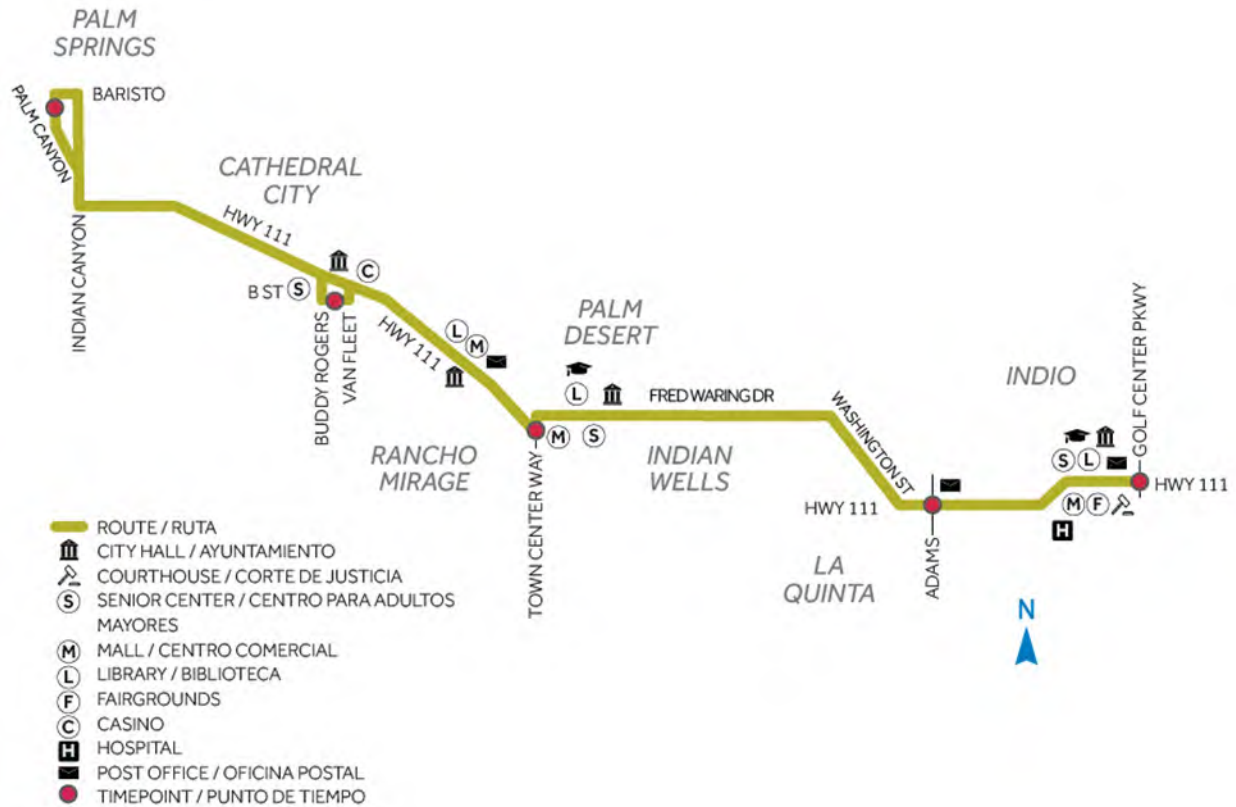 PALM
SPRINGS
BARISTO
PALM CANYON
INDIAN CANYON
CATHEDRAL
CITY
HWY 111
C
B ST
S
BUDDY ROGERS
VAN FLEET
HWY 111
L
M
RANCHO
MIRAGE
PALM
DESERT
L
M
S
TOWN CENTER WAY
FRED WARING DR
INDIAN
WELLS
WASHINGTON ST
HWY 111
ADAMS
LA
QUINTA
INDIO
S
L
M
F
H
GOLF CENTER PKWY
HWY 111
N
ROUTE / RUTA
CITY HALL / AYUNTAMIENTO
COURTHOUSE / CORTE DE JUSTICIA
S SENIOR CENTER / CENTRO PARA ADULTOS
MAYORES
M MALL / CENTRO COMERCIAL
L LIBRARY / BIBLIOTECA
F FAIRGROUNDS
C CASINO
H HOSPITAL
POST OFFICE / OFICINA POSTAL
TIMEPOINT / PUNTO DE TIEMPO